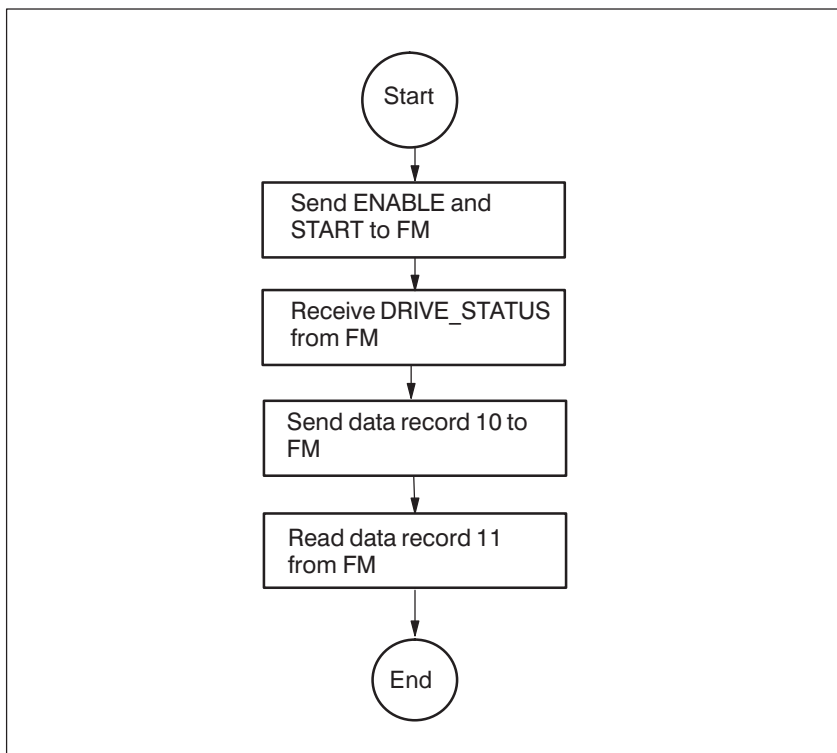 Start
Send ENABLE and
START to FM
Receive DRIVE_STATUS
from FM
Send data record 10 to
FM
Read data record 11
from FM
End